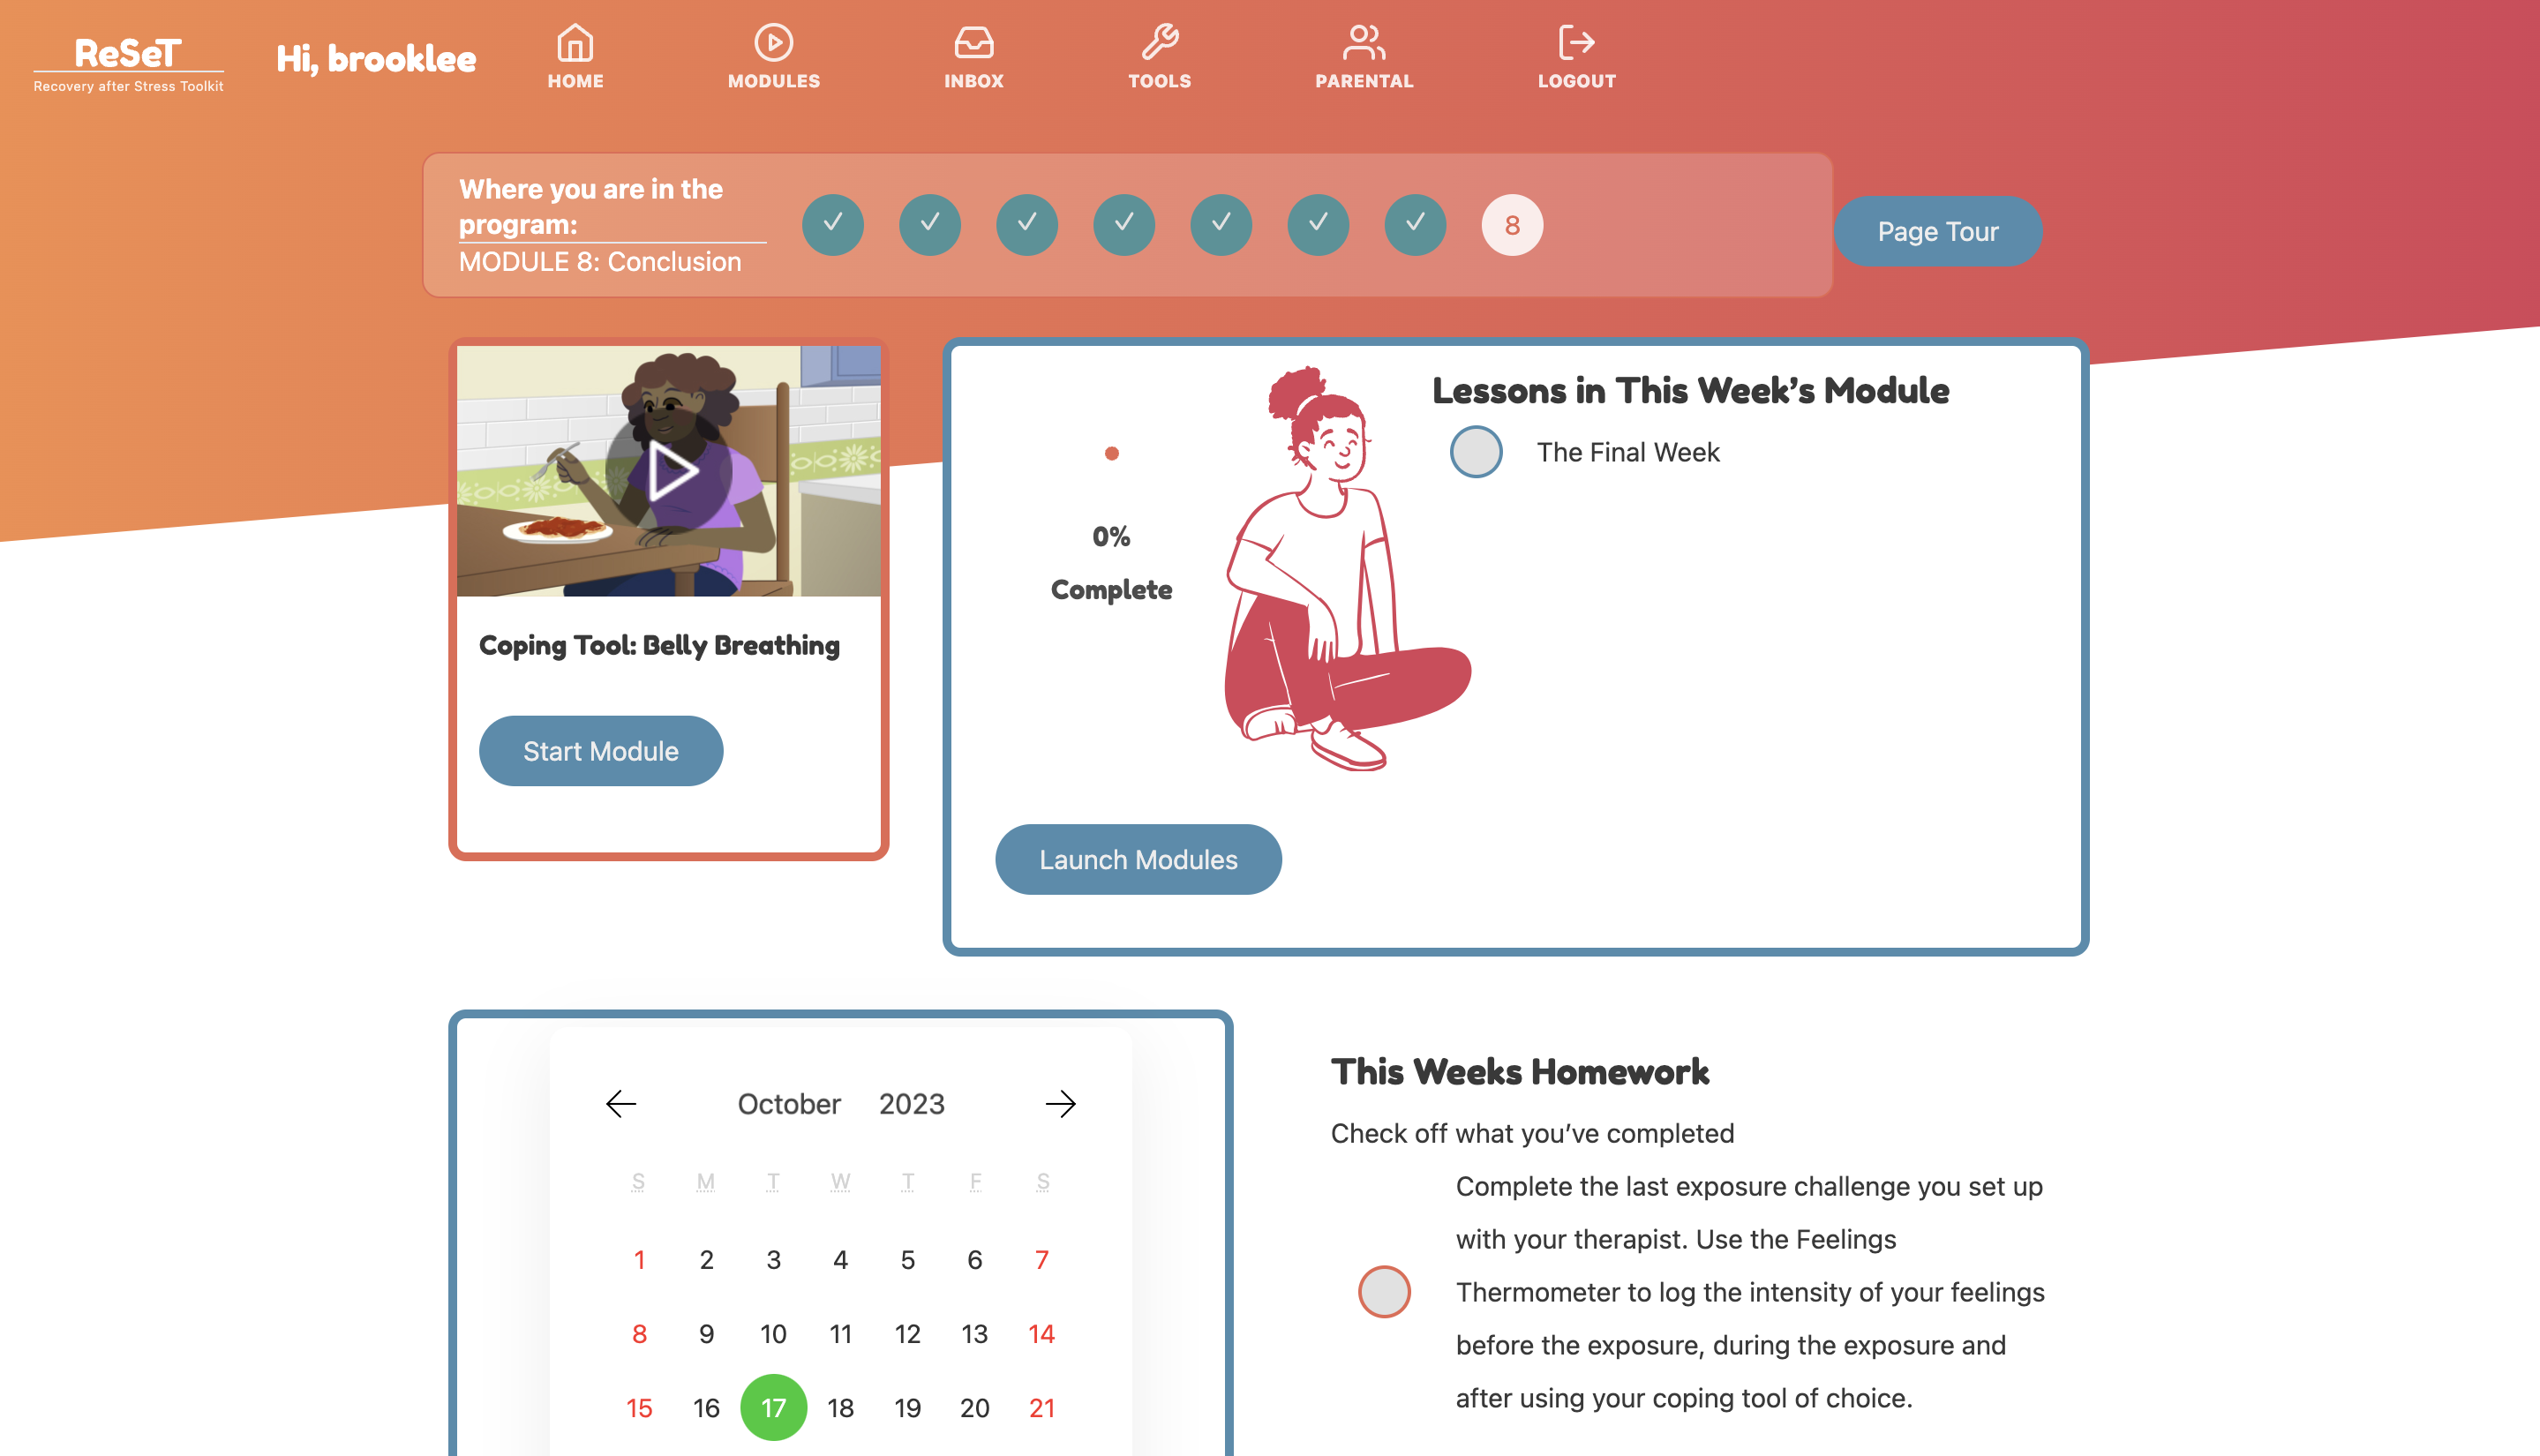 ReSeT
Recovery after Stress Toolkit
Hi, brooklee
HOME
MODULES
INBOX
TOOLS
PARENTAL
LOGOUT
Where you are in the
program:
MODULE 8: Conclusion
8
Page Tour
Coping Tool: Belly Breathing
Start Module
0%
Complete
Lessons in This Week’s Module
The Final Week
Launch Modules
October 2023
S M T W T F S
1 2 3 4 5 6 7
8 9 10 11 12 13 14
15 16 17 18 19 20 21
This Weeks Homework
Check off what you’ve completed
Complete the last exposure challenge you set up
with your therapist. Use the Feelings
Thermometer to log the intensity of your feelings
before the exposure, during the exposure and
after using your coping tool of choice.